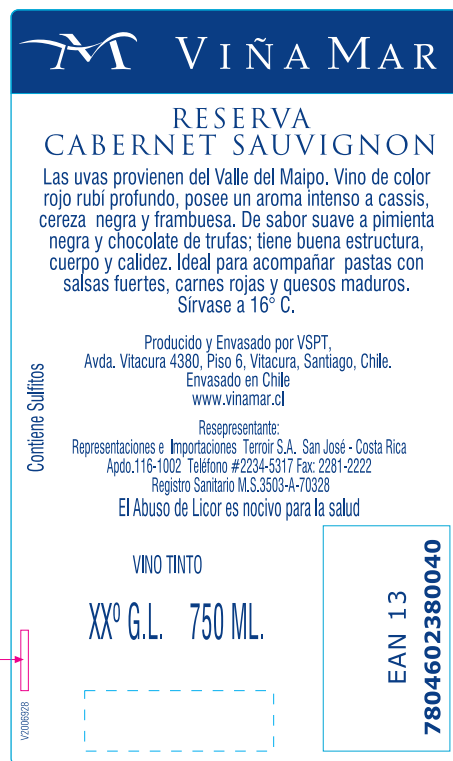 VIÑA MAR
RESERVA
CABERNET SAUVIGNON
Las uvas provienen del Valle del Maipo. Vino de color
rojo rubí profundo, posee un aroma intenso a cassis,
cereza negra y frambuesa. De sabor suave a pimienta
negra y chocolate de trufas; tiene buena estructura,
cuerpo y calidez. Ideal para acompañar pastas con
salsas fuertes, carnes rojas y quesos maduros.
Sírvase a 16° C.
Producido y Envasado por VSPT,
Avda. Vitacura 4380, Piso 6, Vitacura, Santiago, Chile.
Envasado en Chile
www.vinamar.cl
Contiene Sulfitos
Resepresentante:
Representaciones e Importaciones Terroir S.A. San José - Costa Rica
Apdo.116-1002 Teléfono #2234-5317 Fax: 2281-2222
Registro Sanitario M.S.3503-A-70328
El Abuso de Licor es nocivo para la salud
VINO TINTO
XXº G.L. 750 ML.
EAN 13
7804602380040
V2006928